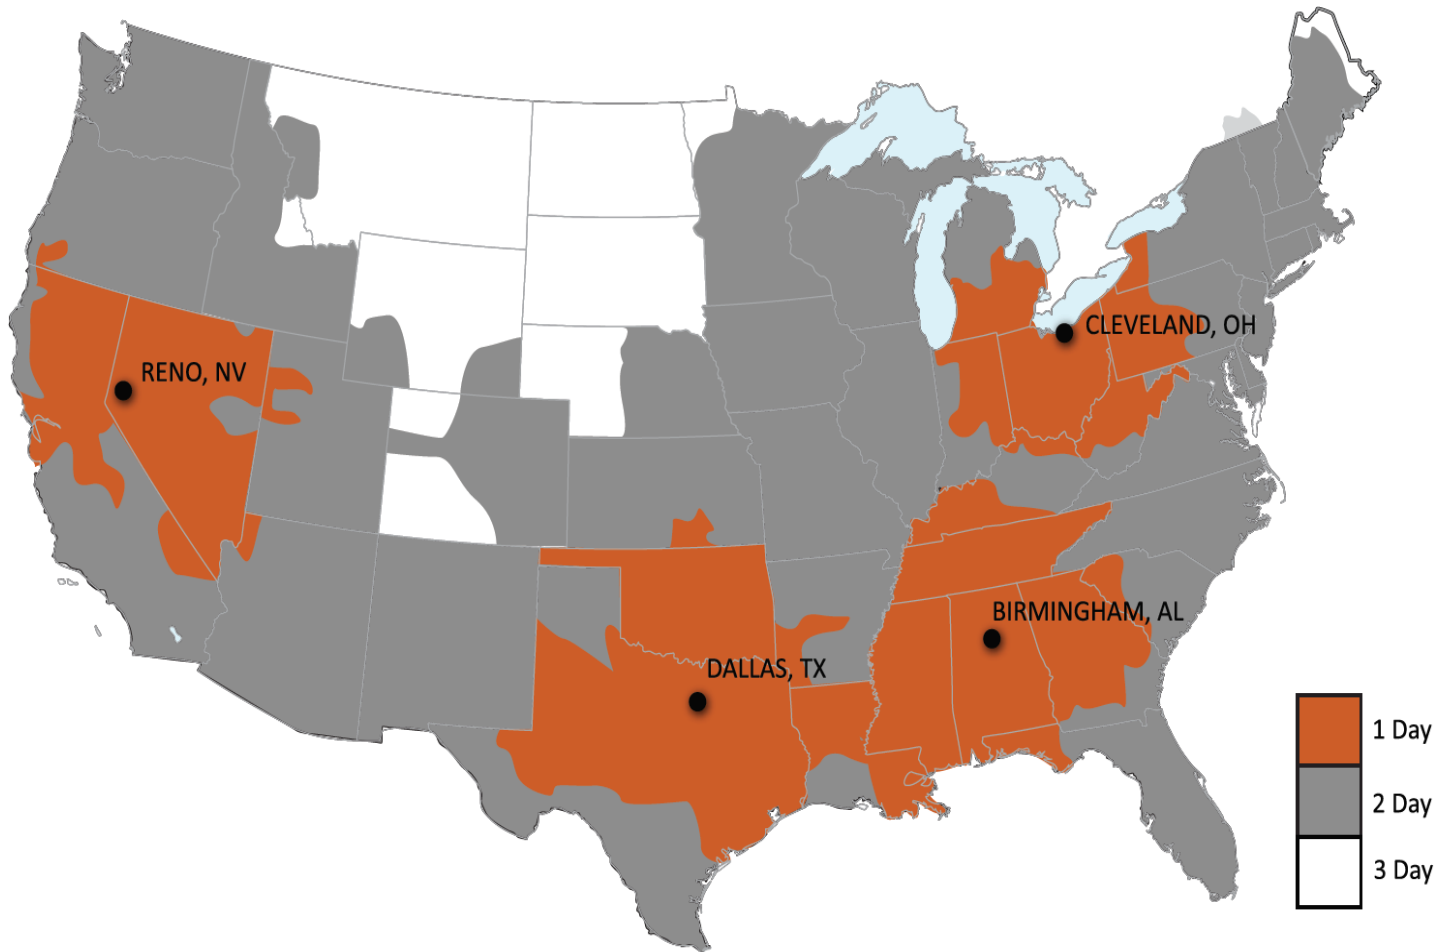 CLEVELAND, OH
RENO, NV
BIRMINGHAM, AL
DALLAS, TX
1 Day
2 Day
3 Day